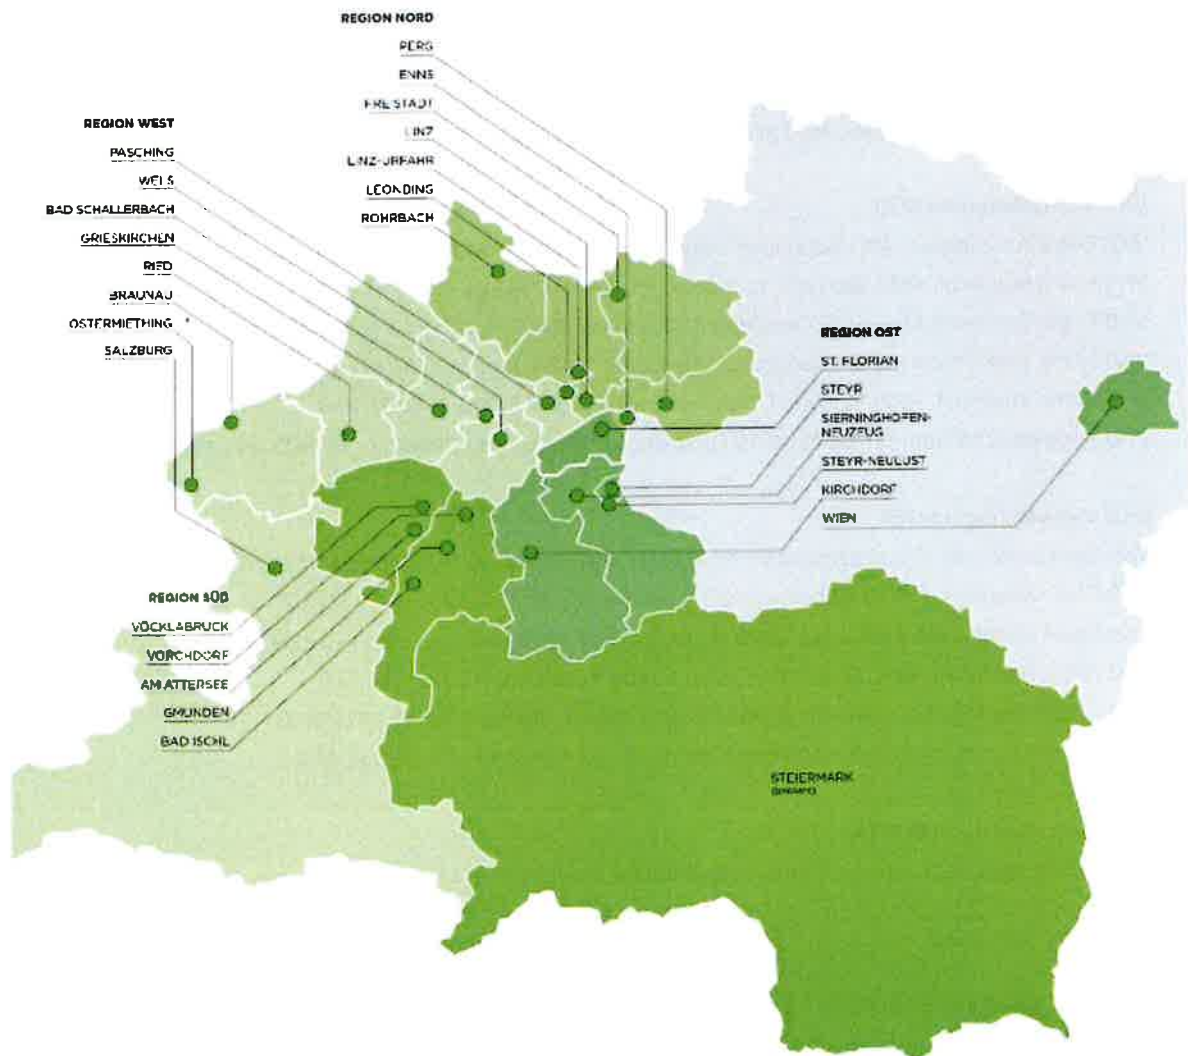 REGION NORD
PERG
ENNS
FREISTADT
LINZ
LINZ-URFAHR
LEONDING
ROHRBACH
REGION WEST
PASCHING
WELS
BAD SCHALLERBACH
GRIESKIRCHEN
RIED
BRAUNAU
OSTERMIETHING
SALZBURG
REGION OST
ST. FLORIAN
STEYR
SIERNINGHOFEN-
NEUZEUG
STEYR-NEULUST
KIRCHDORF
WIEN
REGION SÜD
VÖCKLABRUCK
VORCHDORF
AM ATTERSEE
GMUNDEN
BAD ISCHL
STEIERMARK